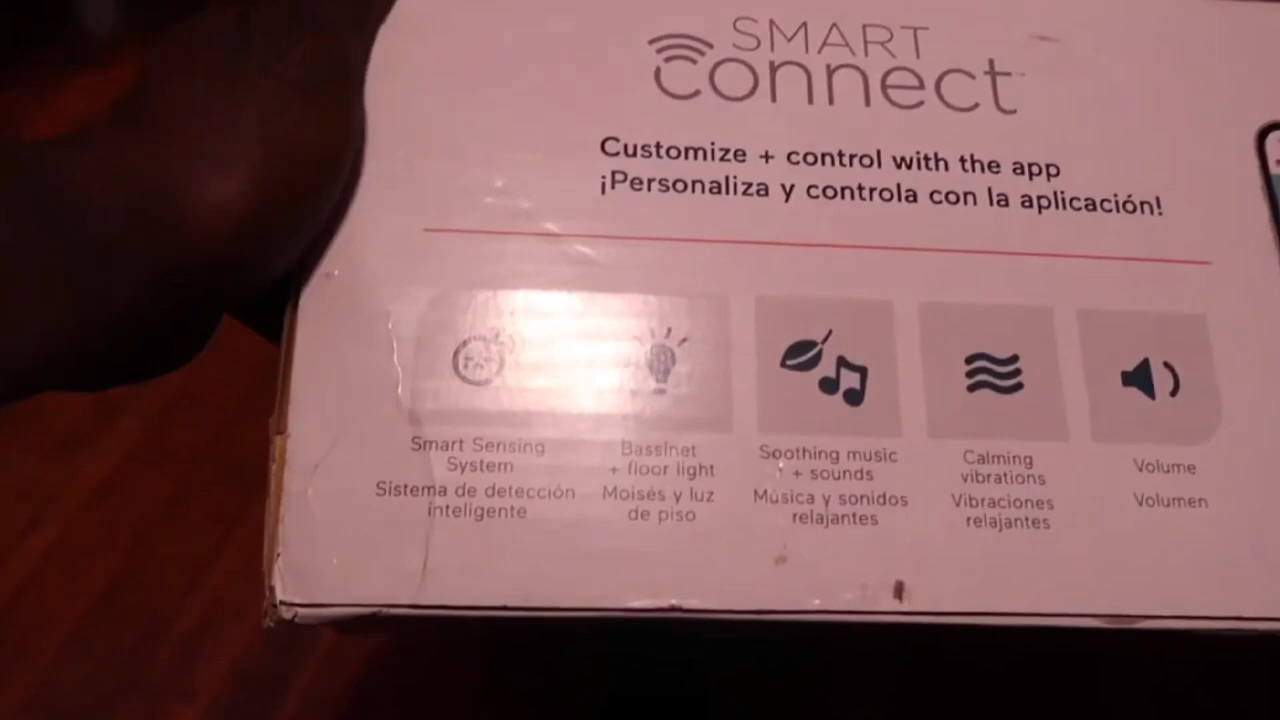 SMART
connect™
Customize + control with the app
¡Personaliza y controla con la aplicación!
Smart Sensing
System
Sistema de detección
inteligente
Bassinet
+ floor light
Moisés y luz
de piso
Soothing music
+ sounds
Música y sonidos
relajantes
Calming
vibrations
Vibraciones
relajantes
Volume
Volumen